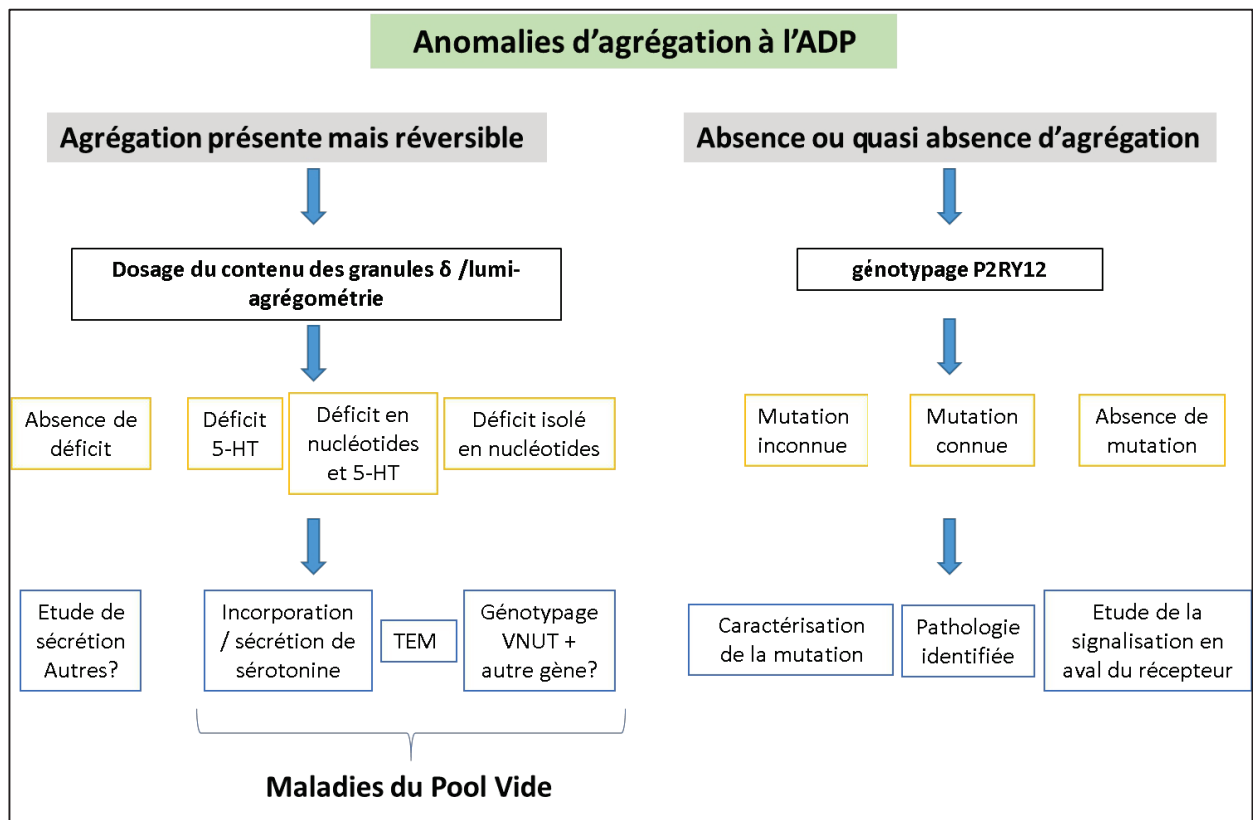 Anomalies d'agrégation à l'ADP
Agrégation présente mais réversible
Absence ou quasi absence d'agrégation
Dosage du contenu des granules δ /lumi-
agrégométrie
génotypage P2RY12
Absence de
déficit
Déficit
5-HT
Déficit en
nucléotides
et 5-HT
Déficit isolé
en nucléotides
Mutation
inconnue
Mutation
connue
Absence de
mutation
Etude de
sécrétion
Autres?
Incorporation
/ sécrétion de
sérotonine
TEM
Génotypage
VNUT +
autre gène?
Caractérisation
de la mutation
Pathologie
identifiée
Etude de la
signalisation en
aval du récepteur
Maladies du Pool Vide